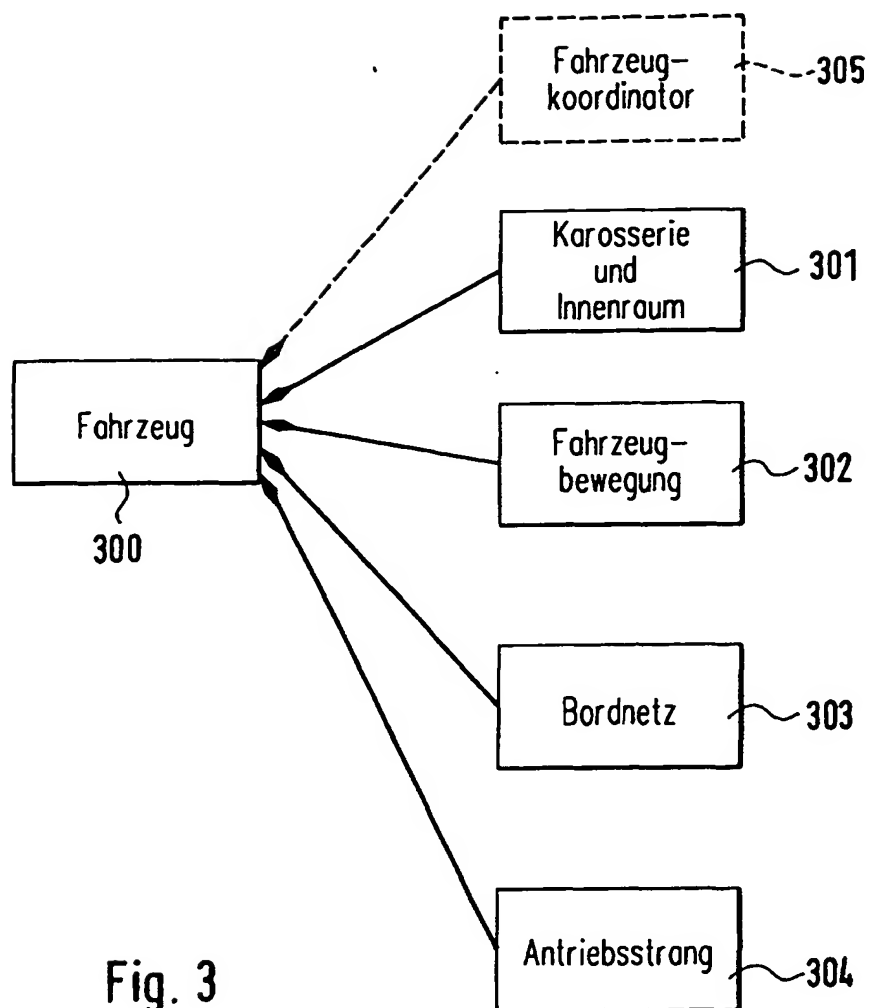 Fahrzeug-
koordinator
305
Karosserie
und
Innenraum
301
Fahrzeug
300
Fahrzeug-
bewegung
302
Bordnetz
303
Antriebsstrang
304
Fig. 3